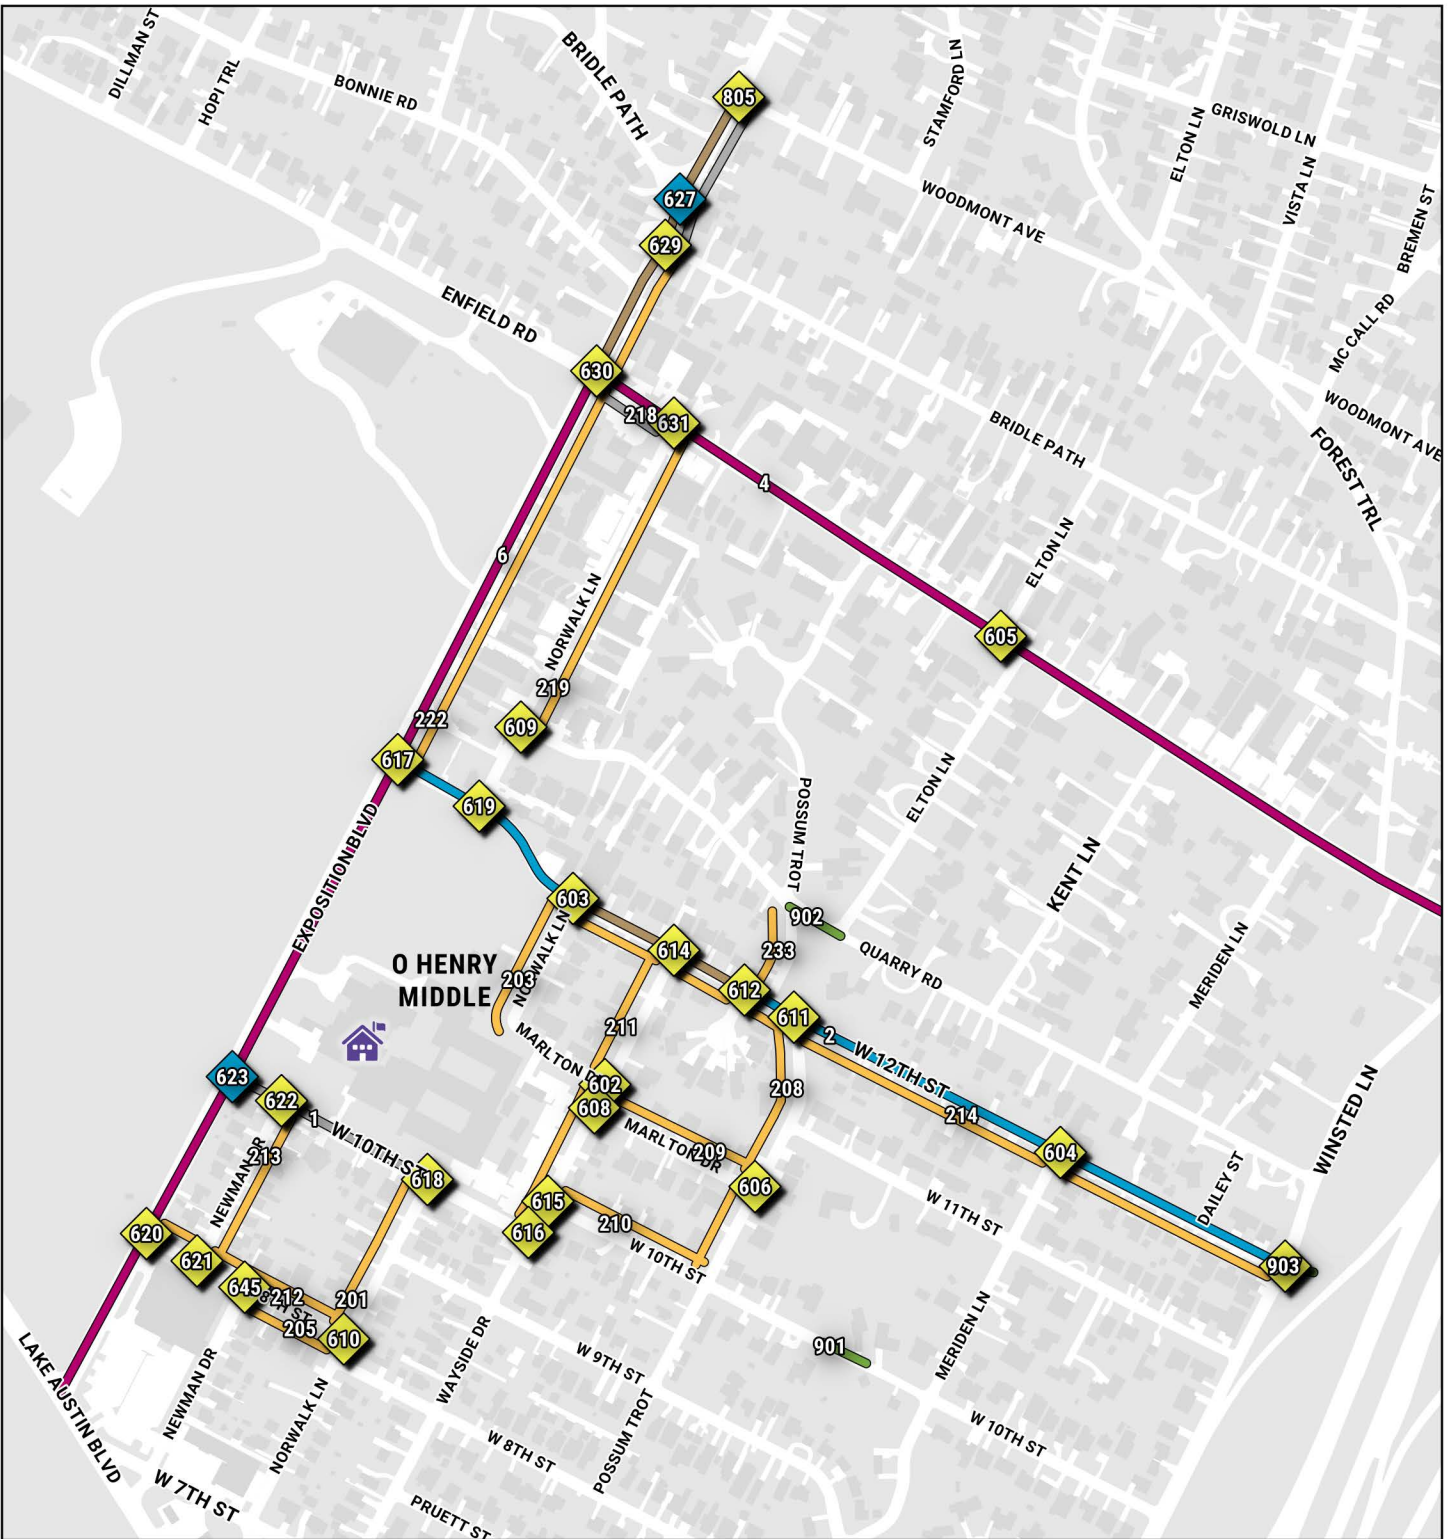 DILLMAN ST
HOPI TRL
BONNIE RD
BRIDLE PATH
805
STAMFORD LN
GRISWOLD LN
ELTON LN
VISTA LN
BREMEN ST
627
WOODMONT AVE
629
ENFIELD RD
MC CALL RD
630
218
631
WOODMONT AVE
BRIDLE PATH
FOREST TRL
4
6
ELTON LN
NORWALK LN
605
219
222
609
617
619
POSSUM TROT
ELTON LN
EXPOSITION BLVD
KENT LN
603
902
NORWALK LN
614
233
QUARRY RD
O HENRY
MIDDLE
203
612
MERIDEN LN
611
211
2
W 12TH ST
MARLTON DR
623
602
208
622
608
1
214
W 10TH ST
MARLTON DR
209
WINSTED LN
213
NEWMAN DR
604
618
606
615
DAILEY ST
620
616
210
W 11TH ST
621
W 10TH ST
645
903
212
8TH ST
201
205
610
901
MERIDEN LN
LAKE AUSTIN BLVD
NEWMAN DR
WAYSIDE DR
W 9TH ST
NORWALK LN
POSSUM TROT
W 8TH ST
W 10TH ST
W 7TH ST
PRUETT ST